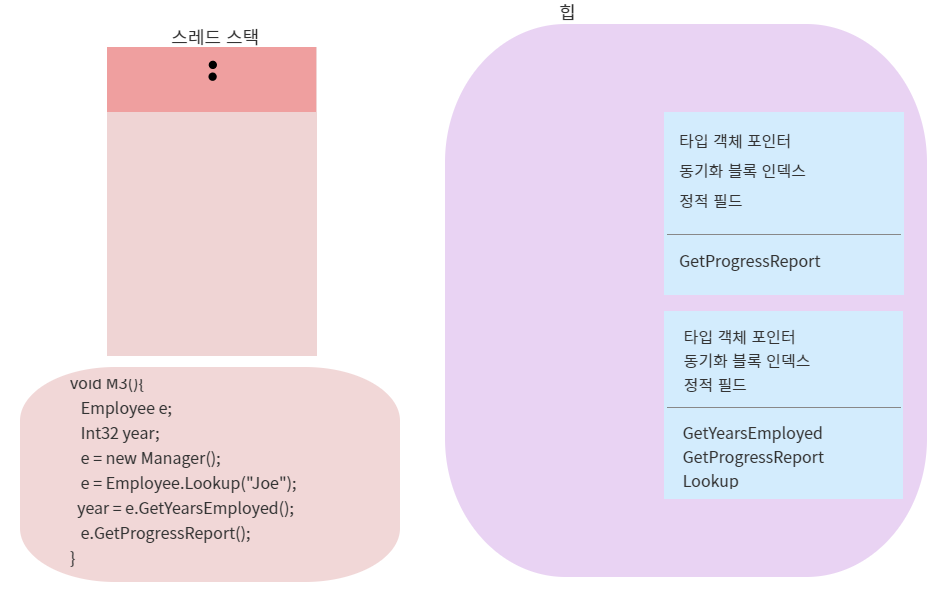 스레드 스택
힙
타입 객체 포인터
동기화 블록 인덱스
정적 필드
GetProgressReport
타입 객체 포인터
동기화 블록 인덱스
정적 필드
GetYearsEmployed
GetProgressReport
Lookup
void M3(){
Employee e;
Int32 year;
e = new Manager();
e = Employee.Lookup("Joe");
year = e.GetYearsEmployed();
e.GetProgressReport();
}